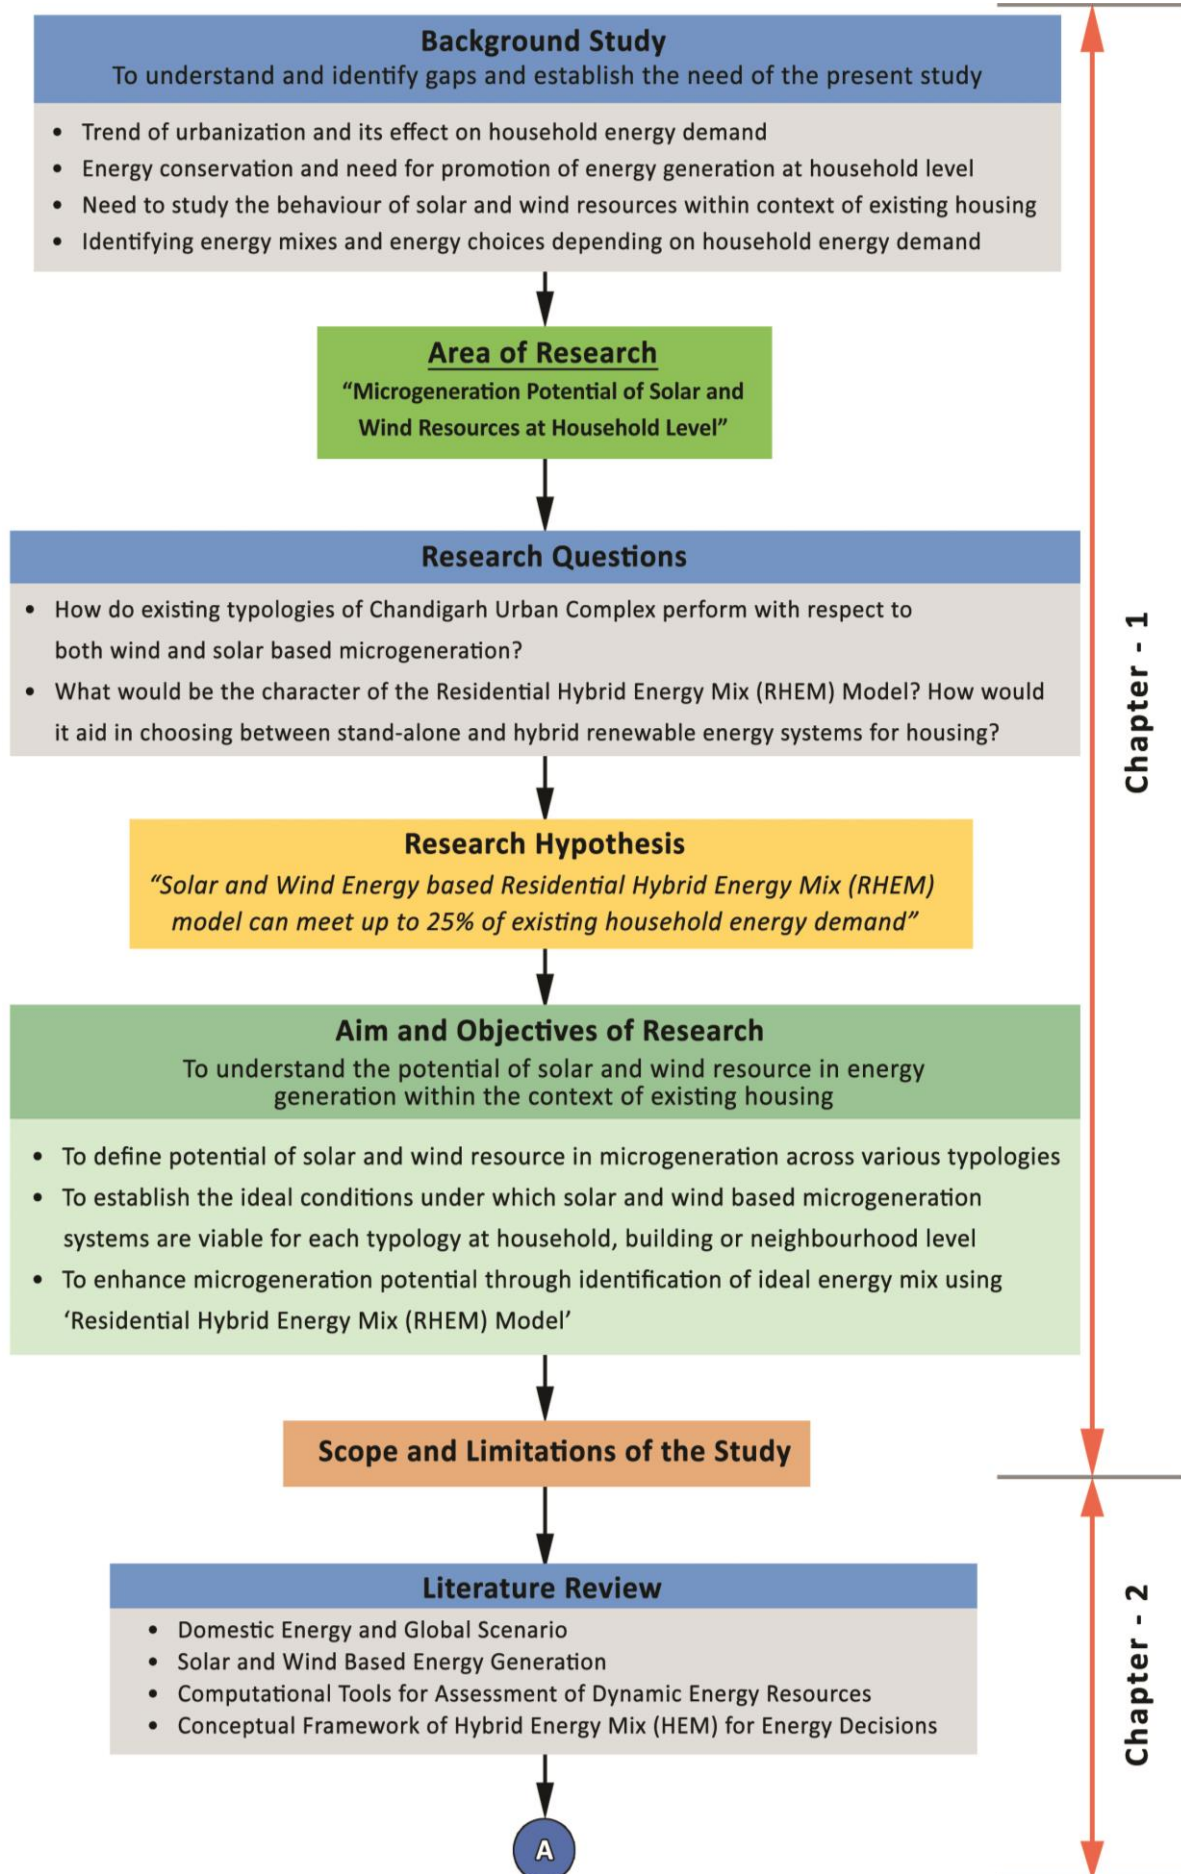 Background Study
To understand and identify gaps and establish the need of the present study
• Trend of urbanization and its effect on household energy demand
• Energy conservation and need for promotion of energy generation at household level
• Need to study the behaviour of solar and wind resources within context of existing housing
• Identifying energy mixes and energy choices depending on household energy demand
Area of Research
“Microgeneration Potential of Solar and
Wind Resources at Household Level”
Research Questions
• How do existing typologies of Chandigarh Urban Complex perform with respect to
both wind and solar based microgeneration?
• What would be the character of the Residential Hybrid Energy Mix (RHEM) Model? How would
it aid in choosing between stand-alone and hybrid renewable energy systems for housing?
Research Hypothesis
“Solar and Wind Energy based Residential Hybrid Energy Mix (RHEM)
model can meet up to 25% of existing household energy demand”
Aim and Objectives of Research
To understand the potential of solar and wind resource in energy
generation within the context of existing housing
• To define potential of solar and wind resource in microgeneration across various typologies
• To establish the ideal conditions under which solar and wind based microgeneration
systems are viable for each typology at household, building or neighbourhood level
• To enhance microgeneration potential through identification of ideal energy mix using
‘Residential Hybrid Energy Mix (RHEM) Model’
Scope and Limitations of the Study
Chapter - 1
Literature Review
• Domestic Energy and Global Scenario
• Solar and Wind Based Energy Generation
• Computational Tools for Assessment of Dynamic Energy Resources
• Conceptual Framework of Hybrid Energy Mix (HEM) for Energy Decisions
A
Chapter - 2